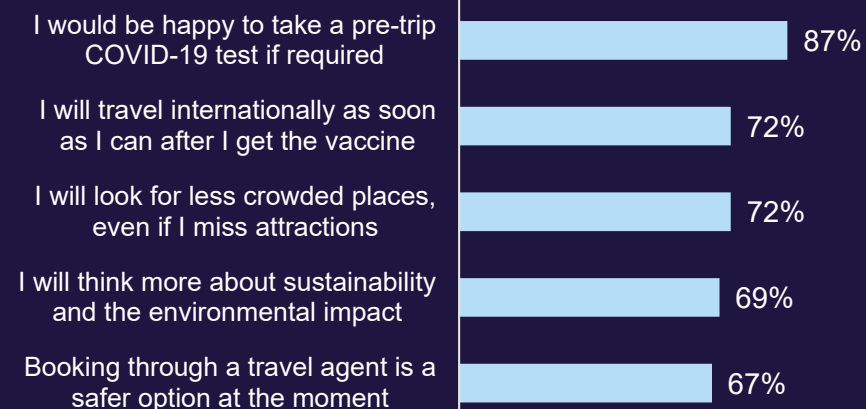 I would be happy to take a pre-trip
COVID-19 test if required
87%
I will travel internationally as soon
as I can after I get the vaccine
72%
I will look for less crowded places,
even if I miss attractions
72%
I will think more about sustainability
and the environmental impact
69%
Booking through a travel agent is a
safer option at the moment
67%